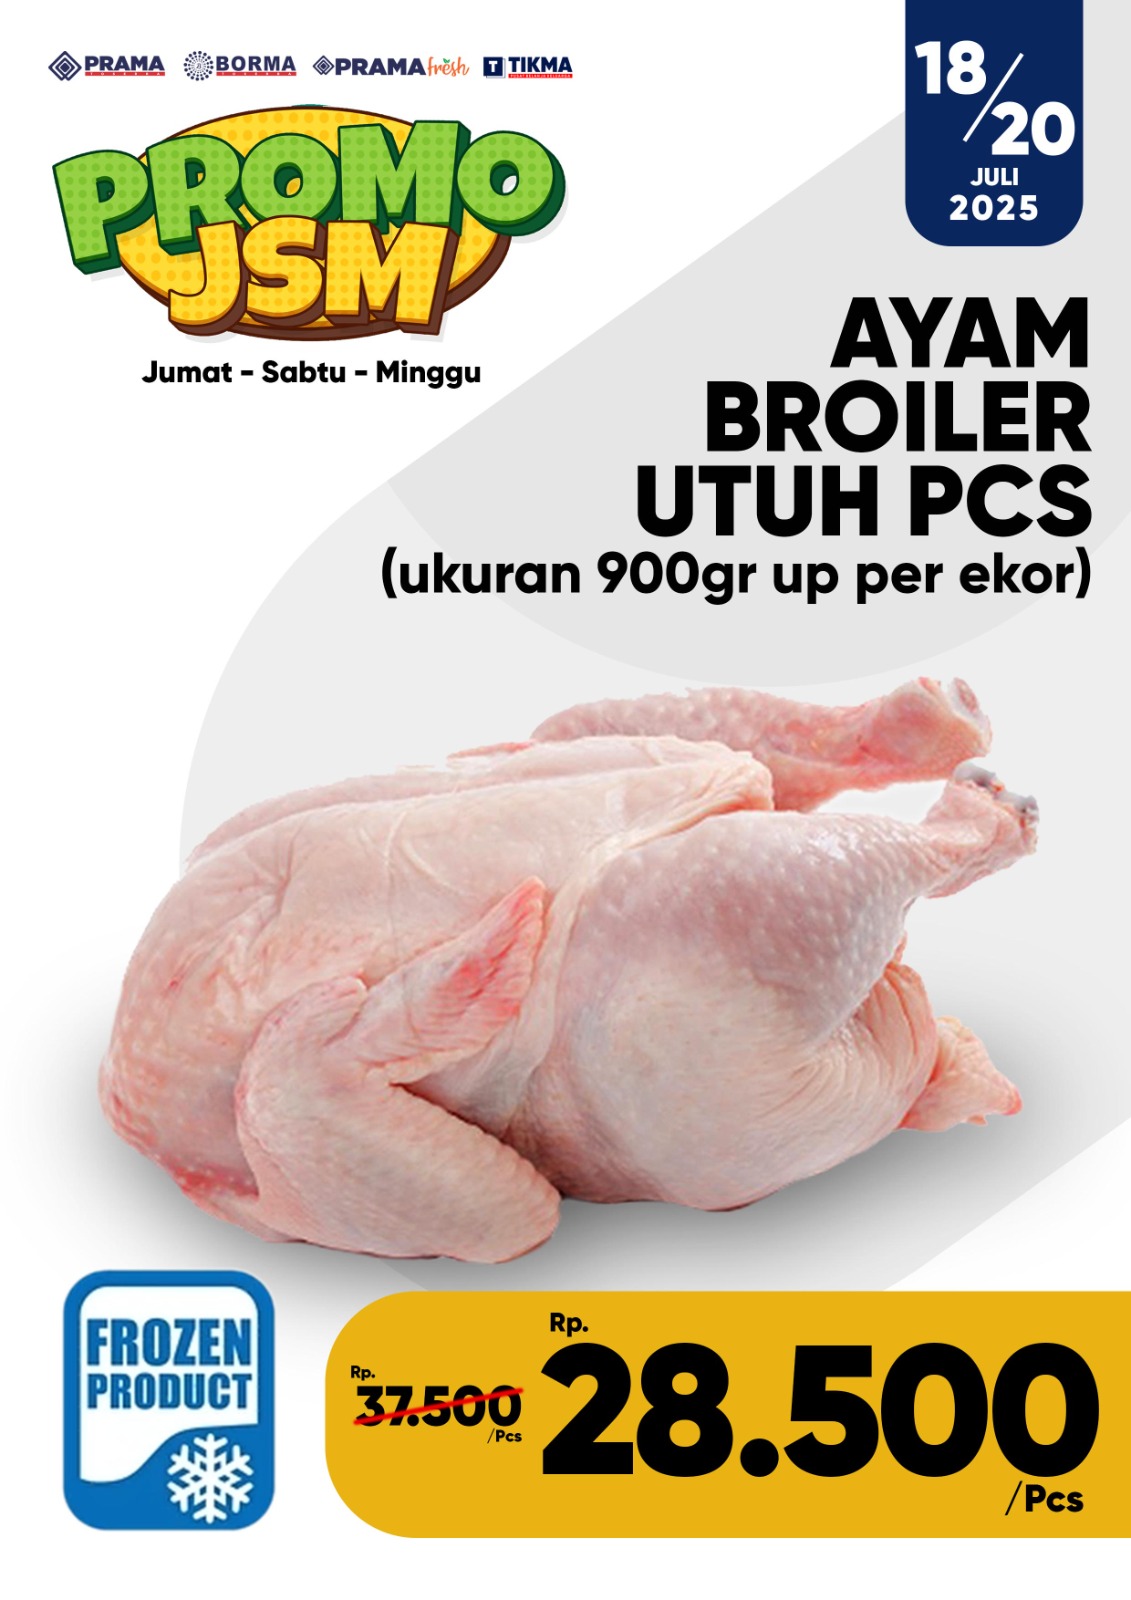 PRAMA BORMA PRAMA fresh T TIKMA
PROMO
JSM
Jumat - Sabtu - Minggu
18/20
JULI
2025
AYAM
BROILER
UTUH PCS
(ukuran 900gr up per ekor)
FROZEN
PRODUCT
Rp.
37.500
/Pcs
Rp.
28.500
/Pcs